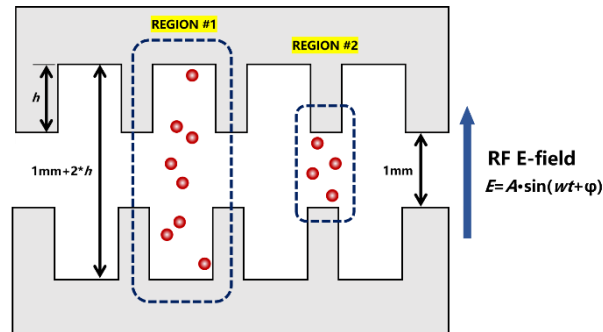 REGION #1
REGION #2
h
1mm+2*h
1mm
RF E-field
E=A•sin(wt+φ)